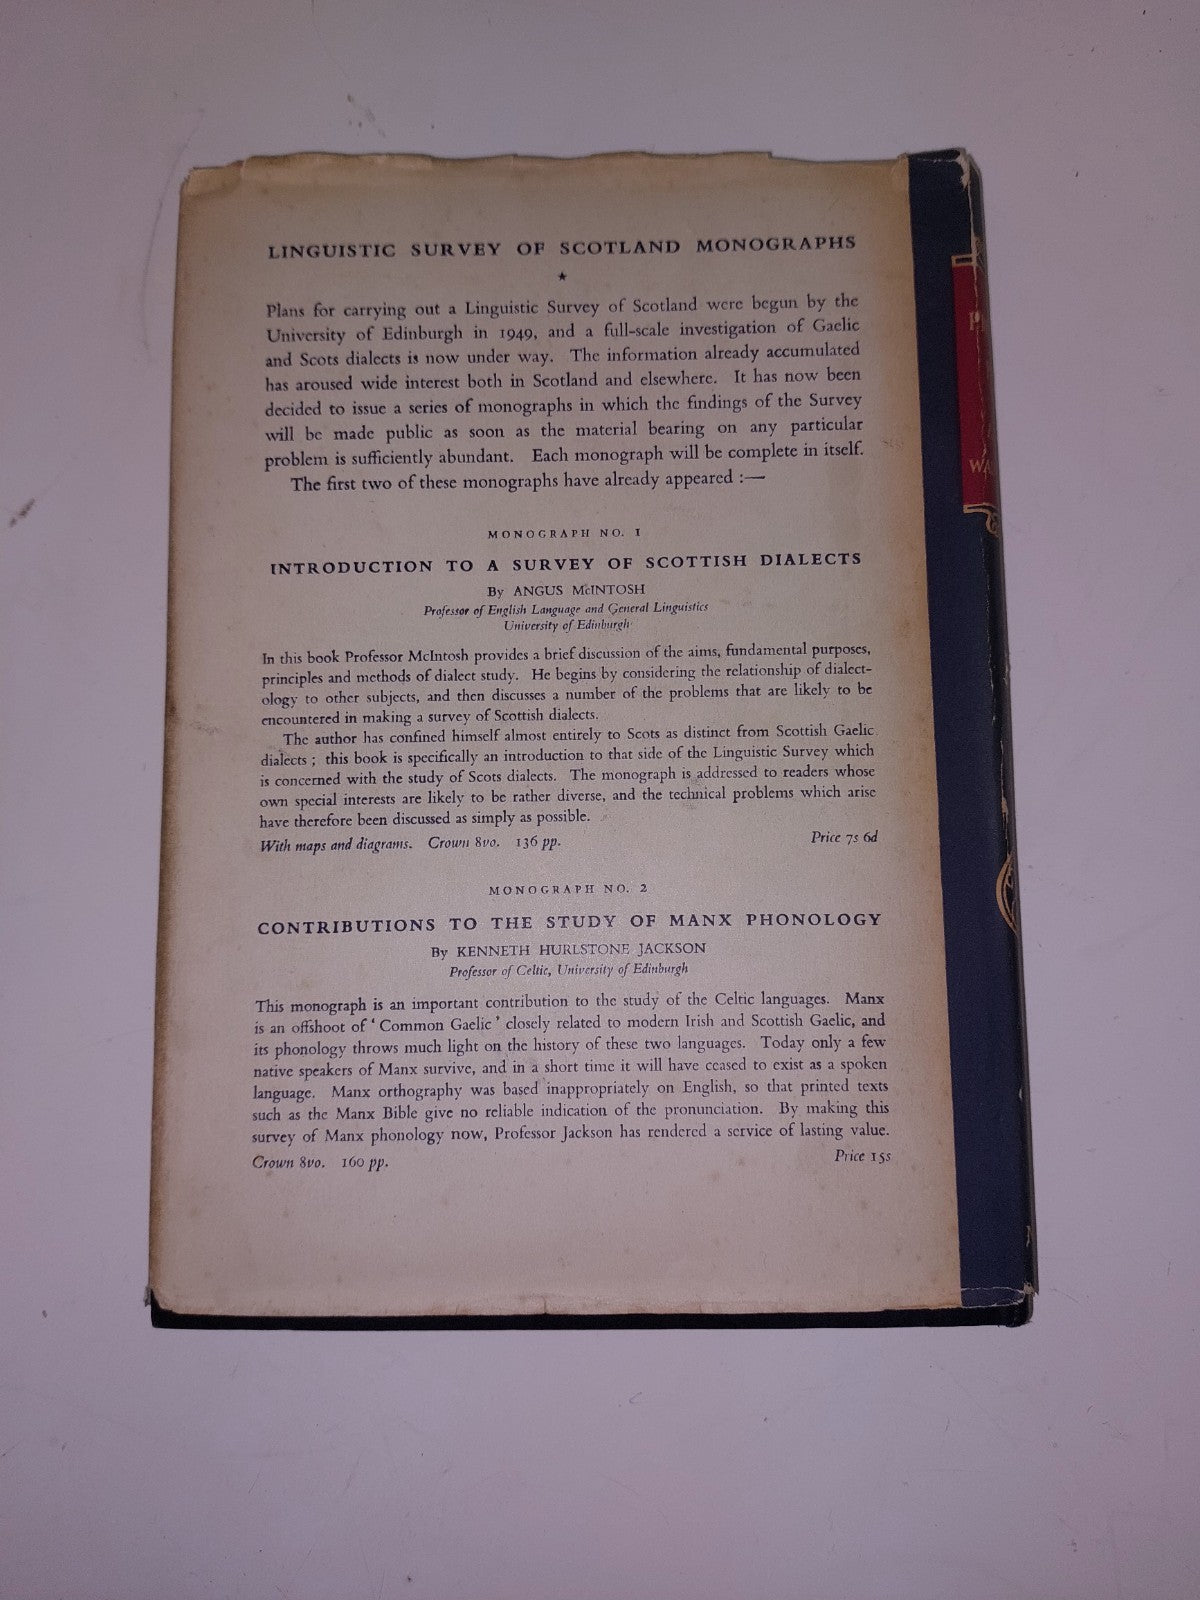 LINGUISTIC SURVEY OF SCOTLAND MONOGRAPHS
★
Plans for carrying out a Linguistic Survey of Scotland were begun by the
University of Edinburgh in 1949, and a full-scale investigation of Gaelic
and Scots dialects is now under way. The information already accumulated
has aroused wide interest both in Scotland and elsewhere. It has now been
decided to issue a series of monographs in which the findings of the Survey
will be made public as soon as the material bearing on any particular
problem is sufficiently abundant. Each monograph will be complete in itself.
The first two of these monographs have already appeared :—
MONOGRAPH NO. 1
INTRODUCTION TO A SURVEY OF SCOTTISH DIALECTS
By ANGUS McINTOSH
Professor of English Language and General Linguistics
University of Edinburgh
In this book Professor McIntosh provides a brief discussion of the aims, fundamental purposes,
principles and methods of dialect study. He begins by considering the relationship of dialect-
ology to other subjects, and then discusses a number of the problems that are likely to be
encountered in making a survey of Scottish dialects.
The author has confined himself almost entirely to Scots as distinct from Scottish Gaelic
dialects ; this book is specifically an introduction to that side of the Linguistic Survey which
is concerned with the study of Scots dialects. The monograph is addressed to readers whose
own special interests are likely to be rather diverse, and the technical problems which arise
have therefore been discussed as simply as possible.
With maps and diagrams. Crown 8vo. 136 pp. Price 7s 6d
MONOGRAPH NO. 2
CONTRIBUTIONS TO THE STUDY OF MANX PHONOLOGY
By KENNETH HURLSTONE JACKSON
Professor of Celtic, University of Edinburgh
This monograph is an important contribution to the study of the Celtic languages. Manx
is an offshoot of ' Common Gaelic ' closely related to modern Irish and Scottish Gaelic, and
its phonology throws much light on the history of these two languages. Today only a few
native speakers of Manx survive, and in a short time it will have ceased to exist as a spoken
language. Manx orthography was based inappropriately on English, so that printed texts
such as the Manx Bible give no reliable indication of the pronunciation. By making this
survey of Manx phonology now, Professor Jackson has rendered a service of lasting value.
Crown 8vo. 160 pp. Price 15s